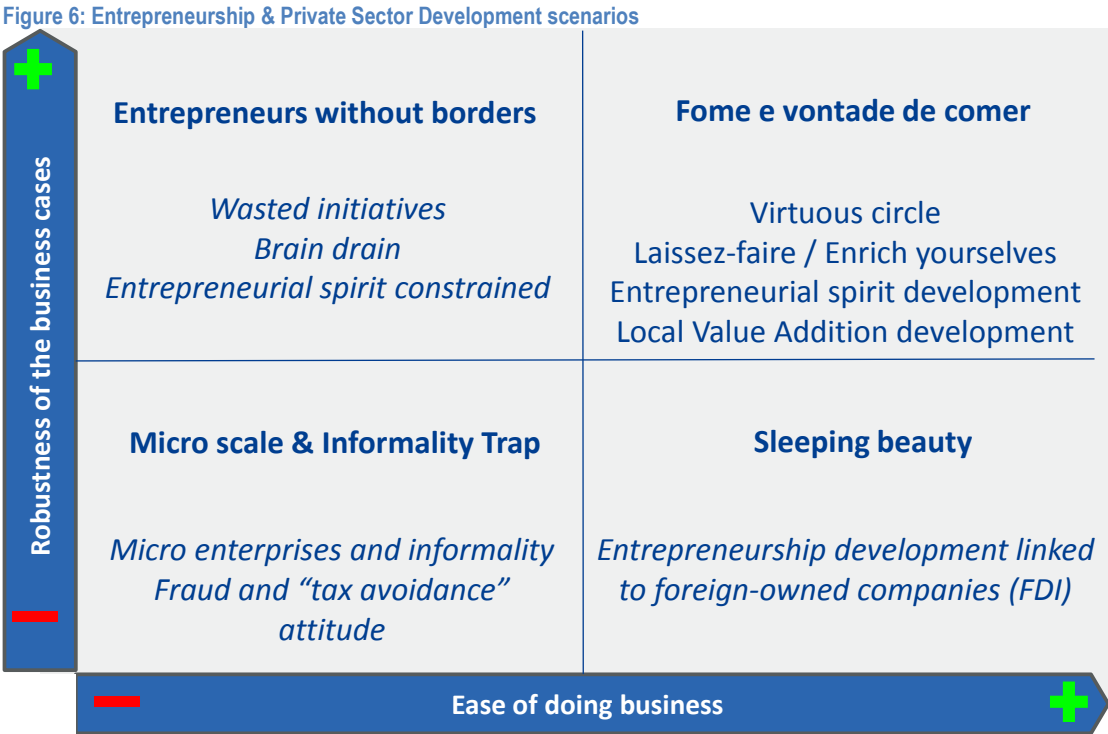 Figure 6: Entrepreneurship & Private Sector Development scenarios
Robustness of the business cases
Entrepreneurs without borders
Wasted initiatives
Brain drain
Entrepreneurial spirit constrained
Fome e vontade de comer
Virtuous circle
Laissez-faire / Enrich yourselves
Entrepreneurial spirit development
Local Value Addition development
Micro scale & Informality Trap
Micro enterprises and informality
Fraud and “tax avoidance”
attitude
Sleeping beauty
Entrepreneurship development linked
to foreign-owned companies (FDI)
Ease of doing business